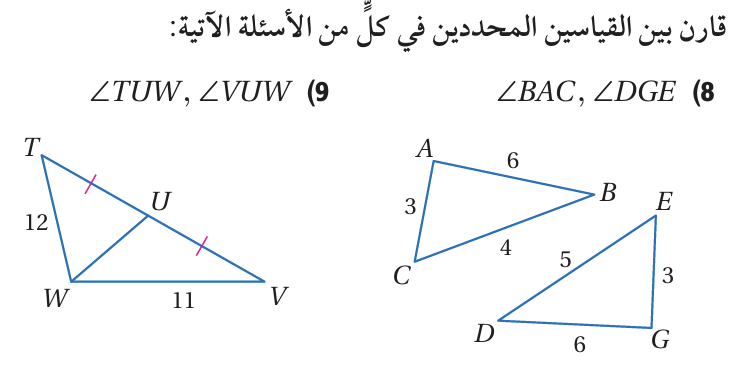 قارن بين القياسين المحددين في كلٍّ من الأسئلة الآتية:
8) ∠BAC, ∠DGE
A
6
B
3
4
C
E
5
3
D
6
G
9) ∠TUW, ∠VUW
T
U
12
W
11
V